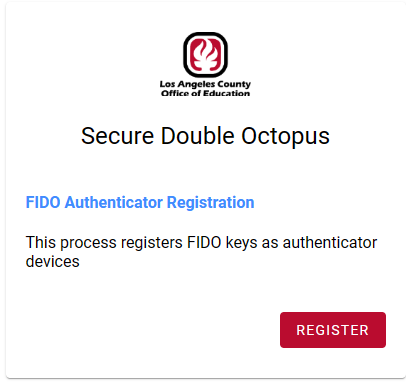 Los Angeles County
Office of Education
Secure Double Octopus
FIDO Authenticator Registration
This process registers FIDO keys as authenticator
devices
REGISTER